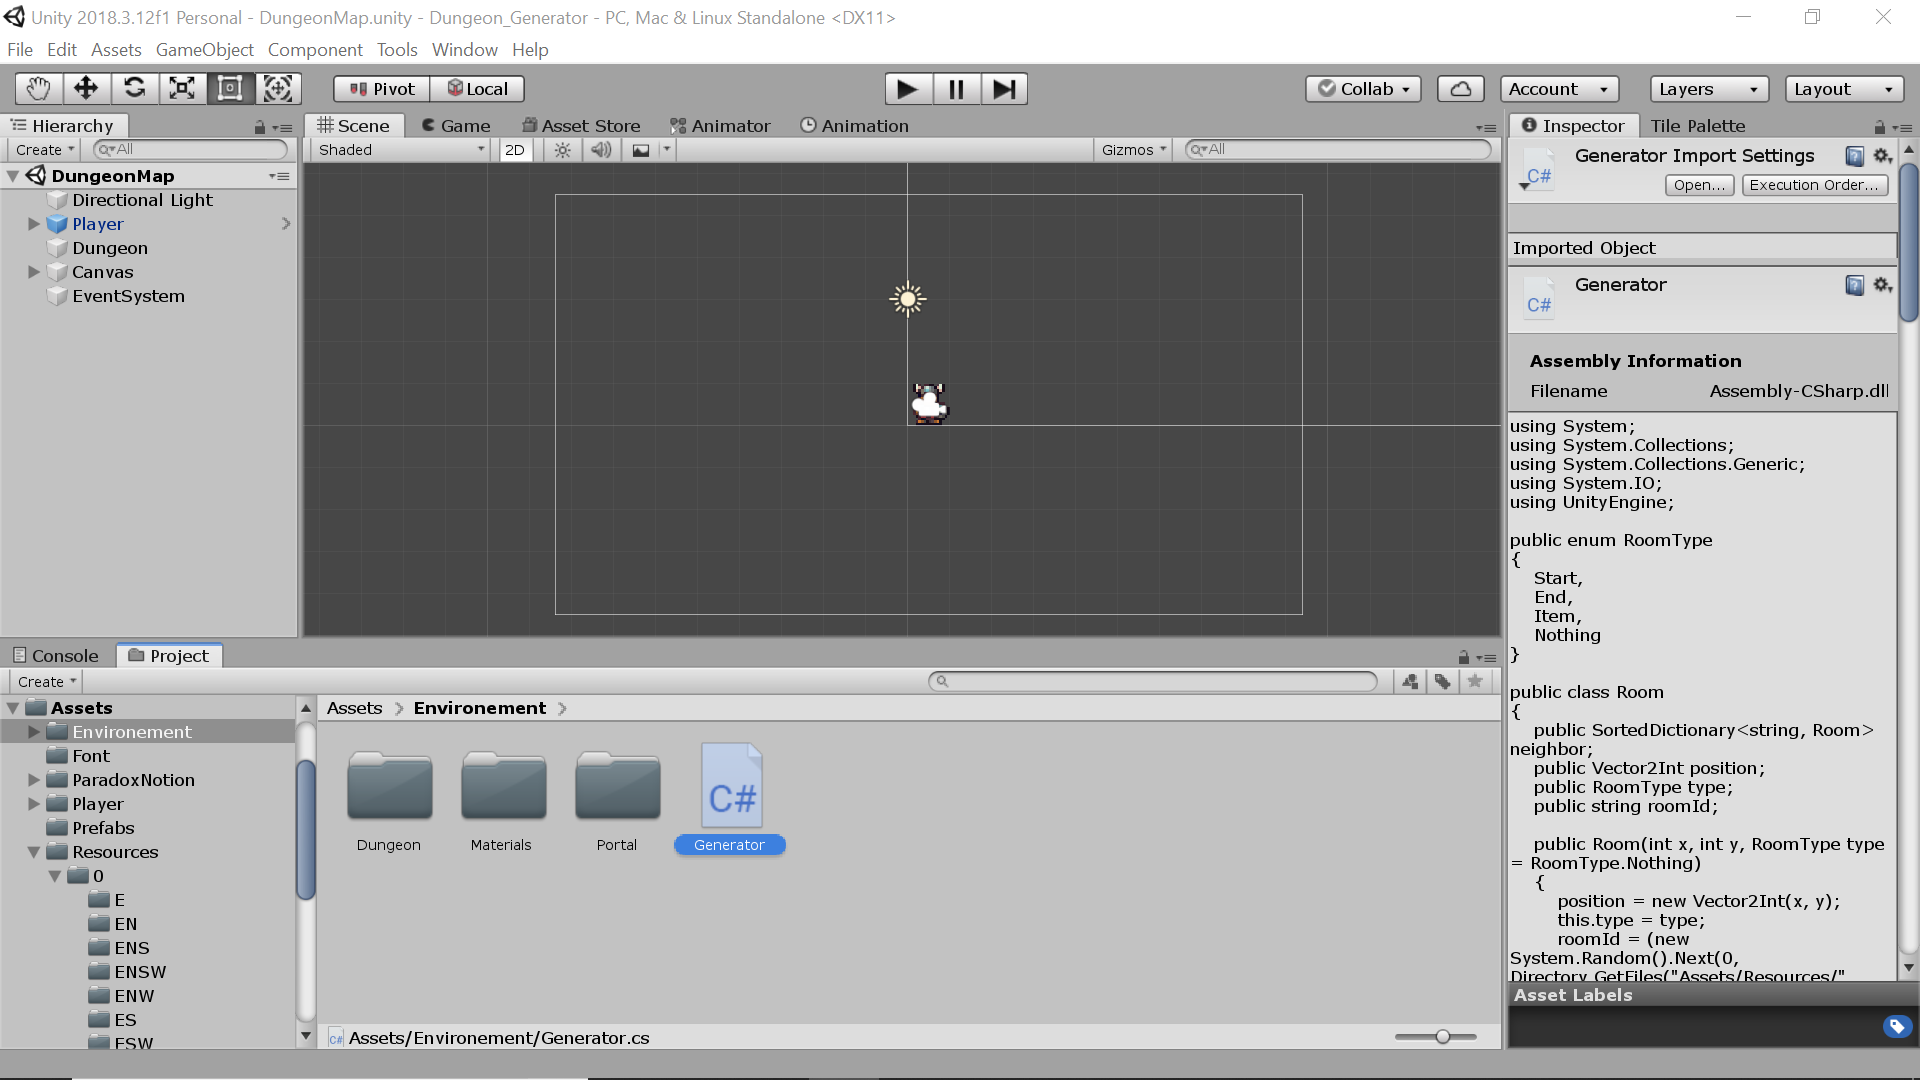 Unity 2018.3.12f1 Personal - DungeonMap.unity - Dungeon_Generator - PC, Mac & Linux Standalone <DX11>
File Edit Assets GameObject Component Tools Window Help
Pivot Local Collab Account Layers Layout
Hierarchy
Create All
DungeonMap
Directional Light
Player
Dungeon
Canvas
EventSystem
Scene Game Asset Store Animator Animation
Shaded 2D Gizmos All
Inspector Tile Palette
C# Generator Import Settings
Open... Execution Order...
Imported Object
Generator
C#
Assembly Information
Filename Assembly-CSharp.dll
using System;
using System.Collections;
using System.Collections.Generic;
using System.IO;
using UnityEngine;
public enum RoomType
{
Start,
End,
Item,
Nothing
}
public class Room
{
public SortedDictionary<string, Room>
neighbor;
public Vector2Int position;
public RoomType type;
public string roomId;
public Room(int x, int y, RoomType type
= RoomType.Nothing)
{
position = new Vector2Int(x, y);
this.type = type;
roomId = (new
System.Random().Next(0,
Directory.GetFiles("Assets/Resources/"
Asset Labels
Console Project
Create
Assets
Environement
Font
ParadoxNotion
Player
Prefabs
Resources
0
E
EN
ENS
ENSW
ENW
ES
ESW
Assets Environement
C#
Dungeon Materials Portal Generator
C# Assets/Environement/Generator.cs